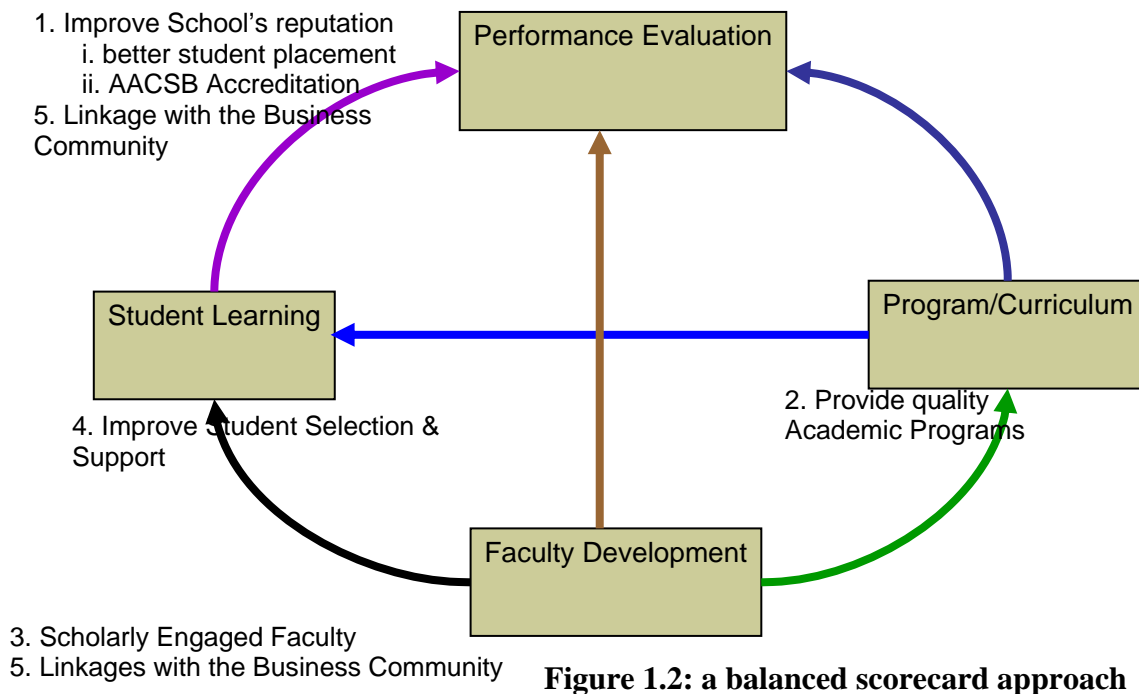 1. Improve School's reputation
i. better student placement
ii. AACSB Accreditation
5. Linkage with the Business
Community
Performance Evaluation
Student Learning
Program/Curriculum
4. Improve Student Selection &
Support
2. Provide quality
Academic Programs
Faculty Development
3. Scholarly Engaged Faculty
5. Linkages with the Business Community
Figure 1.2: a balanced scorecard approach